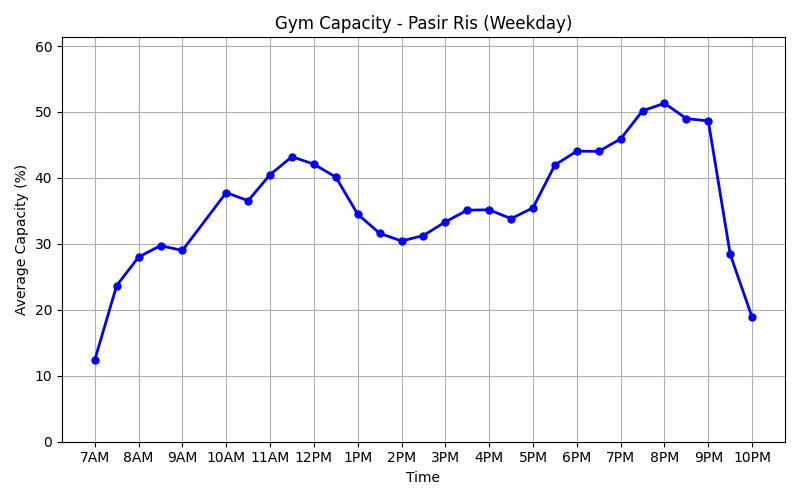 Gym Capacity - Pasir Ris (Weekday)
Average Capacity (%)
60
50
40
30
20
10
0
7AM 8AM 9AM 10AM 11AM 12PM 1PM 2PM 3PM 4PM 5PM 6PM 7PM 8PM 9PM 10PM
Time